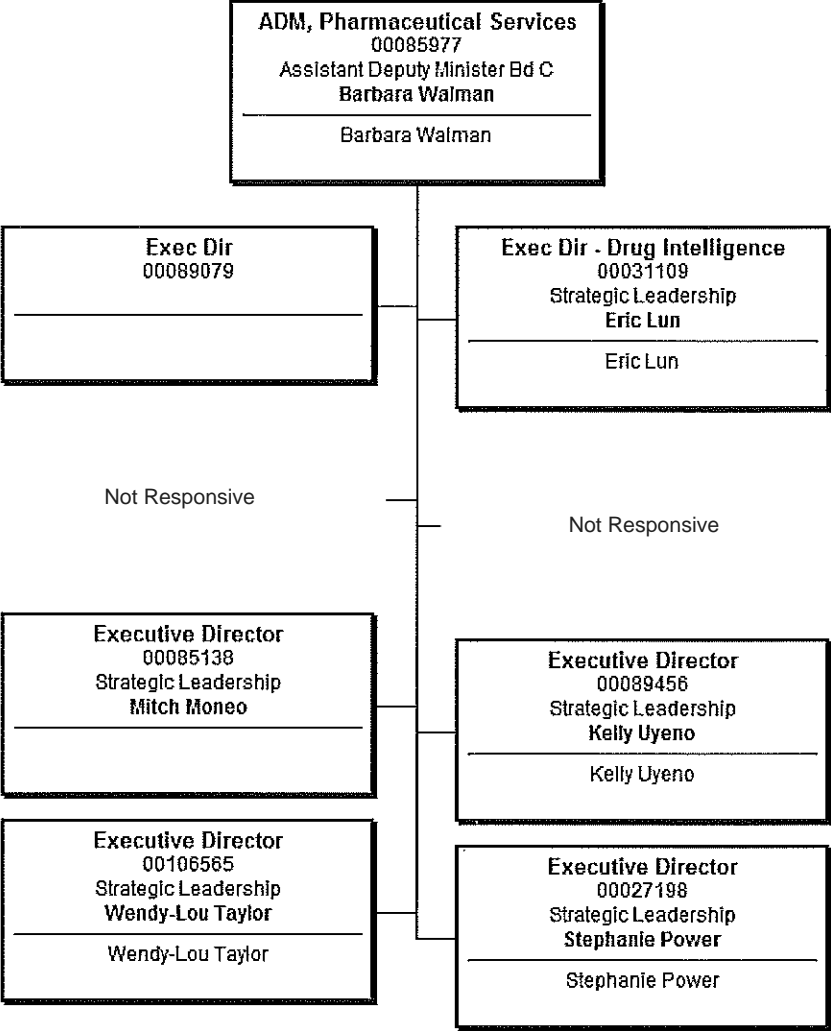 ADM, Pharmaceutical Services
00085977
Assistant Deputy Minister Bd C
Barbara Walman
Barbara Walman
Exec Dir
00089079
Exec Dir - Drug Intelligence
00031109
Strategic Leadership
Eric Lun
Eric Lun
Not Responsive
Not Responsive
Executive Director
00085138
Strategic Leadership
Mitch Moneo
Executive Director
00089456
Strategic Leadership
Kelly Uyeno
Kelly Uyeno
Executive Director
00106565
Strategic Leadership
Wendy-Lou Taylor
Wendy-Lou Taylor
Executive Director
00027198
Strategic Leadership
Stephanie Power
Stephanie Power